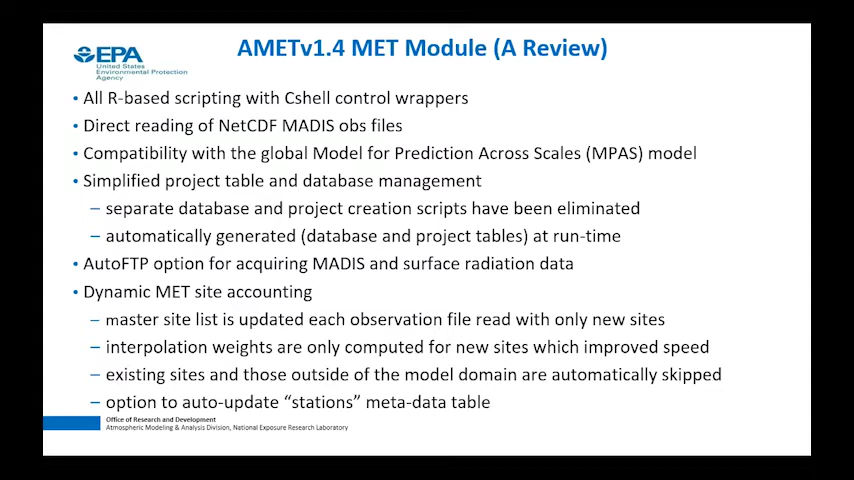 AMETv1.4 MET Module (A Review)
EPA
United States
Environmental Protection
Agency
• All R-based scripting with Cshell control wrappers
• Direct reading of NetCDF MADIS obs files
• Compatibility with the global Model for Prediction Across Scales (MPAS) model
• Simplified project table and database management
– separate database and project creation scripts have been eliminated
– automatically generated (database and project tables) at run-time
• AutoFTP option for acquiring MADIS and surface radiation data
• Dynamic MET site accounting
– master site list is updated each observation file read with only new sites
– interpolation weights are only computed for new sites which improved speed
– existing sites and those outside of the model domain are automatically skipped
– option to auto-update “stations” meta-data table
Office of Research and Development
Atmospheric Modeling & Analysis Division, National Exposure Research Laboratory